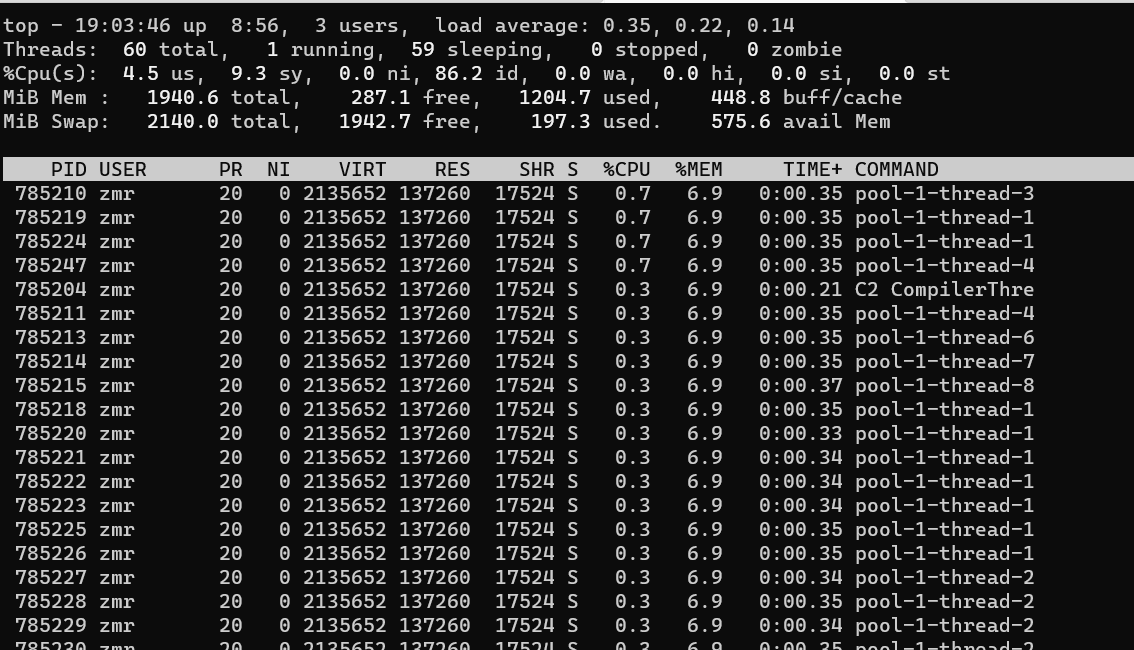 top - 19:03:46 up  8:56,  3 users,  load average: 0.35, 0.22, 0.14
Threads:  60 total,   1 running,  59 sleeping,   0 stopped,   0 zombie
%Cpu(s):  4.5 us,  9.3 sy,  0.0 ni, 86.2 id,  0.0 wa,  0.0 hi,  0.0 si,  0.0 st
MiB Mem :   1940.6 total,    287.1 free,   1204.7 used,    448.8 buff/cache
MiB Swap:   2140.0 total,   1942.7 free,    197.3 used.    575.6 avail Mem
    PID USER      PR  NI    VIRT    RES    SHR S  %CPU  %MEM     TIME+ COMMAND
 785210 zmr       20   0 2135652 137260  17524 S   0.7   6.9   0:00.35 pool-1-thread-3
 785219 zmr       20   0 2135652 137260  17524 S   0.7   6.9   0:00.35 pool-1-thread-1
 785224 zmr       20   0 2135652 137260  17524 S   0.7   6.9   0:00.35 pool-1-thread-1
 785247 zmr       20   0 2135652 137260  17524 S   0.7   6.9   0:00.35 pool-1-thread-4
 785204 zmr       20   0 2135652 137260  17524 S   0.3   6.9   0:00.21 C2 CompilerThre
 785211 zmr       20   0 2135652 137260  17524 S   0.3   6.9   0:00.35 pool-1-thread-4
 785213 zmr       20   0 2135652 137260  17524 S   0.3   6.9   0:00.35 pool-1-thread-6
 785214 zmr       20   0 2135652 137260  17524 S   0.3   6.9   0:00.35 pool-1-thread-7
 785215 zmr       20   0 2135652 137260  17524 S   0.3   6.9   0:00.37 pool-1-thread-8
 785218 zmr       20   0 2135652 137260  17524 S   0.3   6.9   0:00.35 pool-1-thread-1
 785220 zmr       20   0 2135652 137260  17524 S   0.3   6.9   0:00.33 pool-1-thread-1
 785221 zmr       20   0 2135652 137260  17524 S   0.3   6.9   0:00.34 pool-1-thread-1
 785222 zmr       20   0 2135652 137260  17524 S   0.3   6.9   0:00.34 pool-1-thread-1
 785223 zmr       20   0 2135652 137260  17524 S   0.3   6.9   0:00.34 pool-1-thread-1
 785225 zmr       20   0 2135652 137260  17524 S   0.3   6.9   0:00.35 pool-1-thread-1
 785226 zmr       20   0 2135652 137260  17524 S   0.3   6.9   0:00.35 pool-1-thread-1
 785227 zmr       20   0 2135652 137260  17524 S   0.3   6.9   0:00.34 pool-1-thread-2
 785228 zmr       20   0 2135652 137260  17524 S   0.3   6.9   0:00.35 pool-1-thread-2
 785229 zmr       20   0 2135652 137260  17524 S   0.3   6.9   0:00.34 pool-1-thread-2
 785230 zmr       20   0 2135652 137260  17524 S   0.3   6.9   0:00.35 pool-1-thread-2